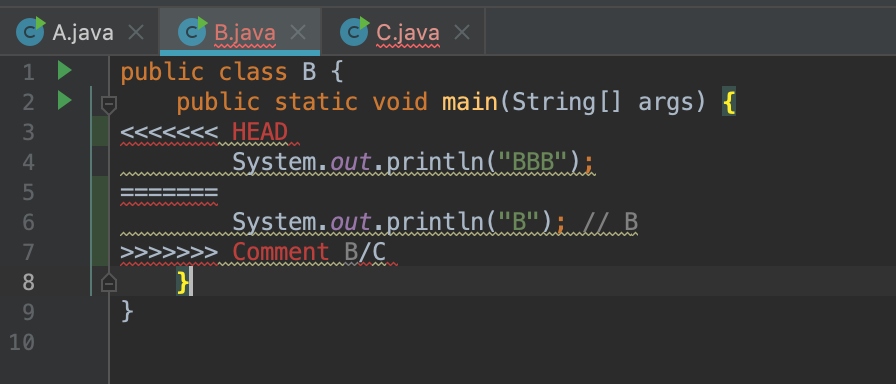 A.java B.java C.java
1 public class B {
2     public static void main(String[] args) {
3 <<<<<<< HEAD
4         System.out.println("BBB");
5 =======
6         System.out.println("B"); // B
7 >>>>>>> Comment B/C
8     }
9 }
10